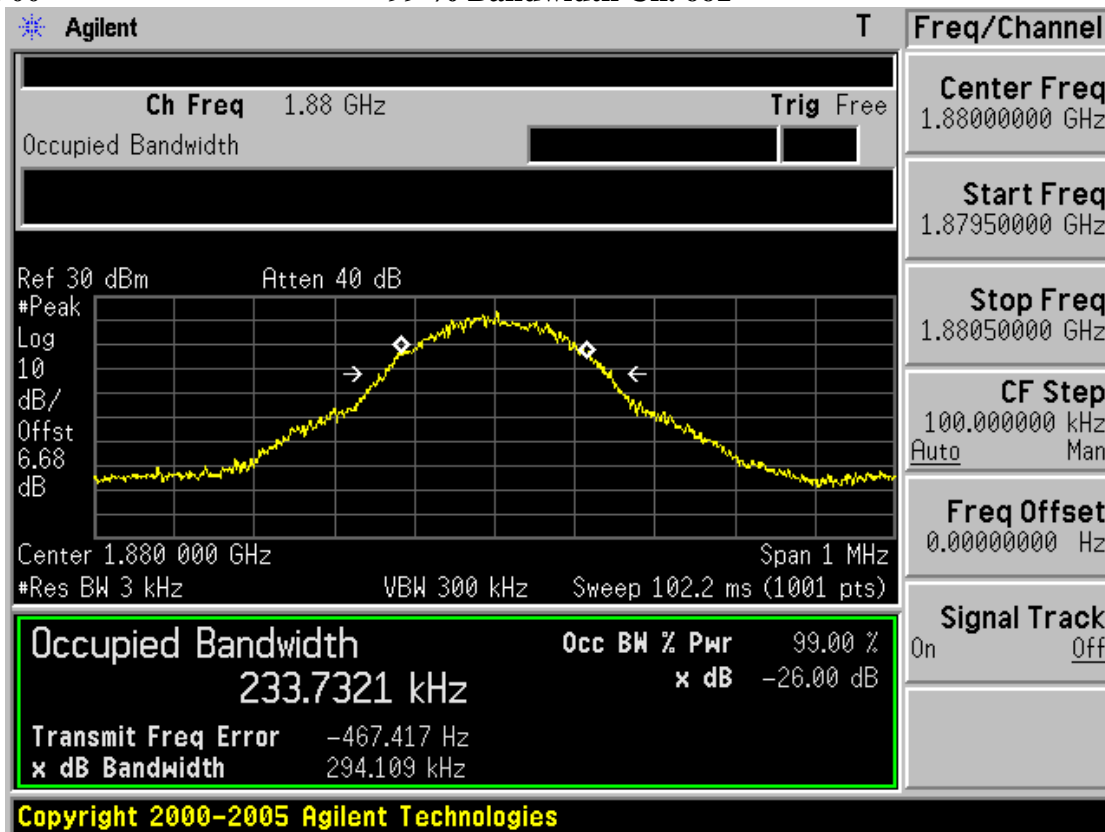 Agilent T Freq/Channel
Ch Freq 1.88 GHz Trig Free
Occupied Bandwidth
Center Freq
1.88000000 GHz
Start Freq
1.87950000 GHz
Stop Freq
1.88050000 GHz
CF Step
100.000000 kHz
Auto Man
Freq Offset
0.00000000 Hz
Signal Track
On Off
Ref 30 dBm Atten 40 dB
#Peak
Log
10
dB/
Offst
6.68
dB
Center 1.880 000 GHz Span 1 MHz
#Res BW 3 kHz VBW 300 kHz Sweep 102.2 ms (1001 pts)
Occupied Bandwidth
233.7321 kHz
Occ BW % Pwr 99.00 %
x dB -26.00 dB
Transmit Freq Error -467.417 Hz
x dB Bandwidth 294.109 kHz
Copyright 2000-2005 Agilent Technologies